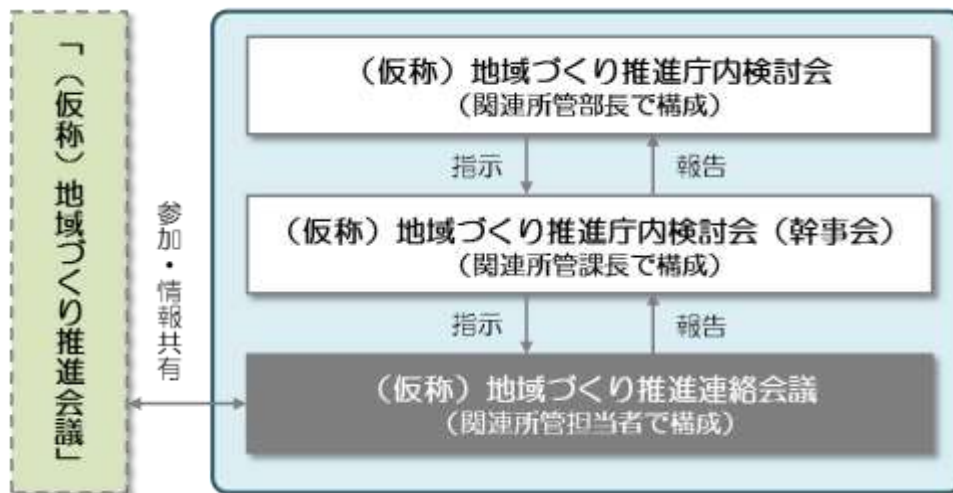 「（仮称）地域づくり推進会議」
参加・情報共有
（仮称）地域づくり推進庁内検討会
（関連所管部長で構成）
指示
報告
（仮称）地域づくり推進庁内検討会（幹事会）
（関連所管課長で構成）
指示
報告
（仮称）地域づくり推進連絡会議
（関連所管担当者で構成）